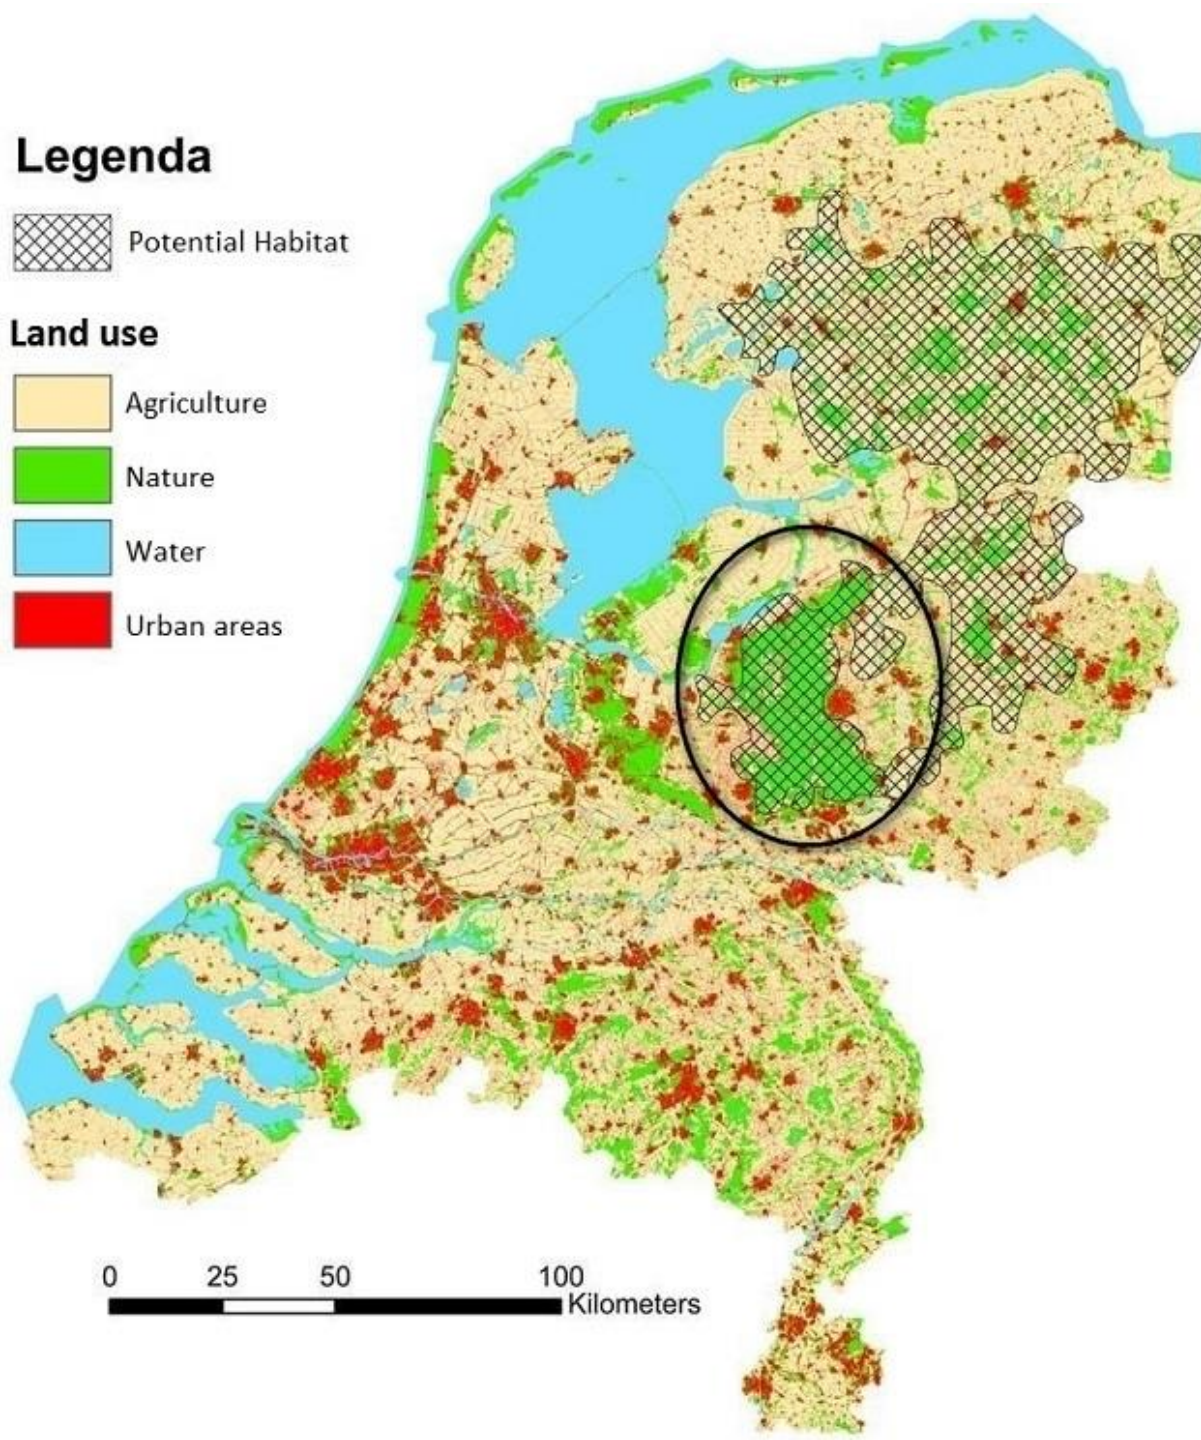 Legenda
Potential Habitat
Land use
Agriculture
Nature
Water
Urban areas
0 25 50 100
Kilometers